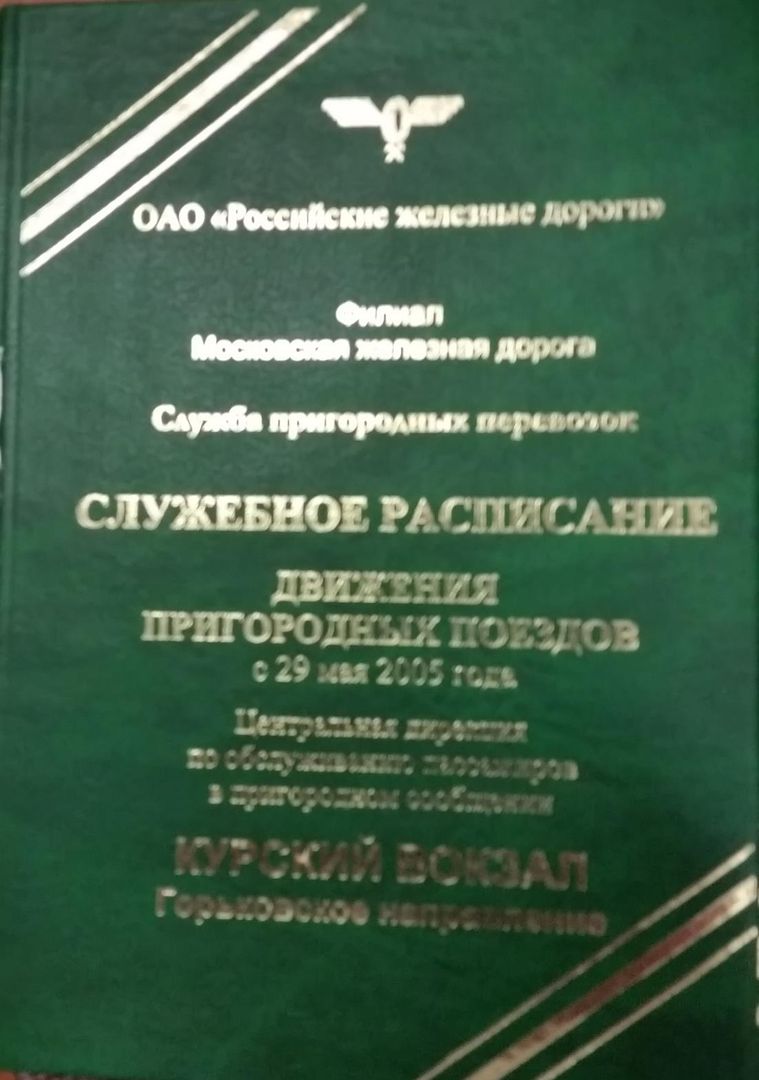 ОАО «Российские железные дороги»
Филиал
Московская железная дорога
Служба пригородных перевозок
СЛУЖЕБНОЕ РАСПИСАНИЕ
ДВИЖЕНИЯ
ПРИГОРОДНЫХ ПОЕЗДОВ
с 29 мая 2005 года
Центральная дирекция
по обслуживанию пассажиров
в пригородном сообщении
КУРСКИЙ ВОКЗАЛ
Горьковское направление